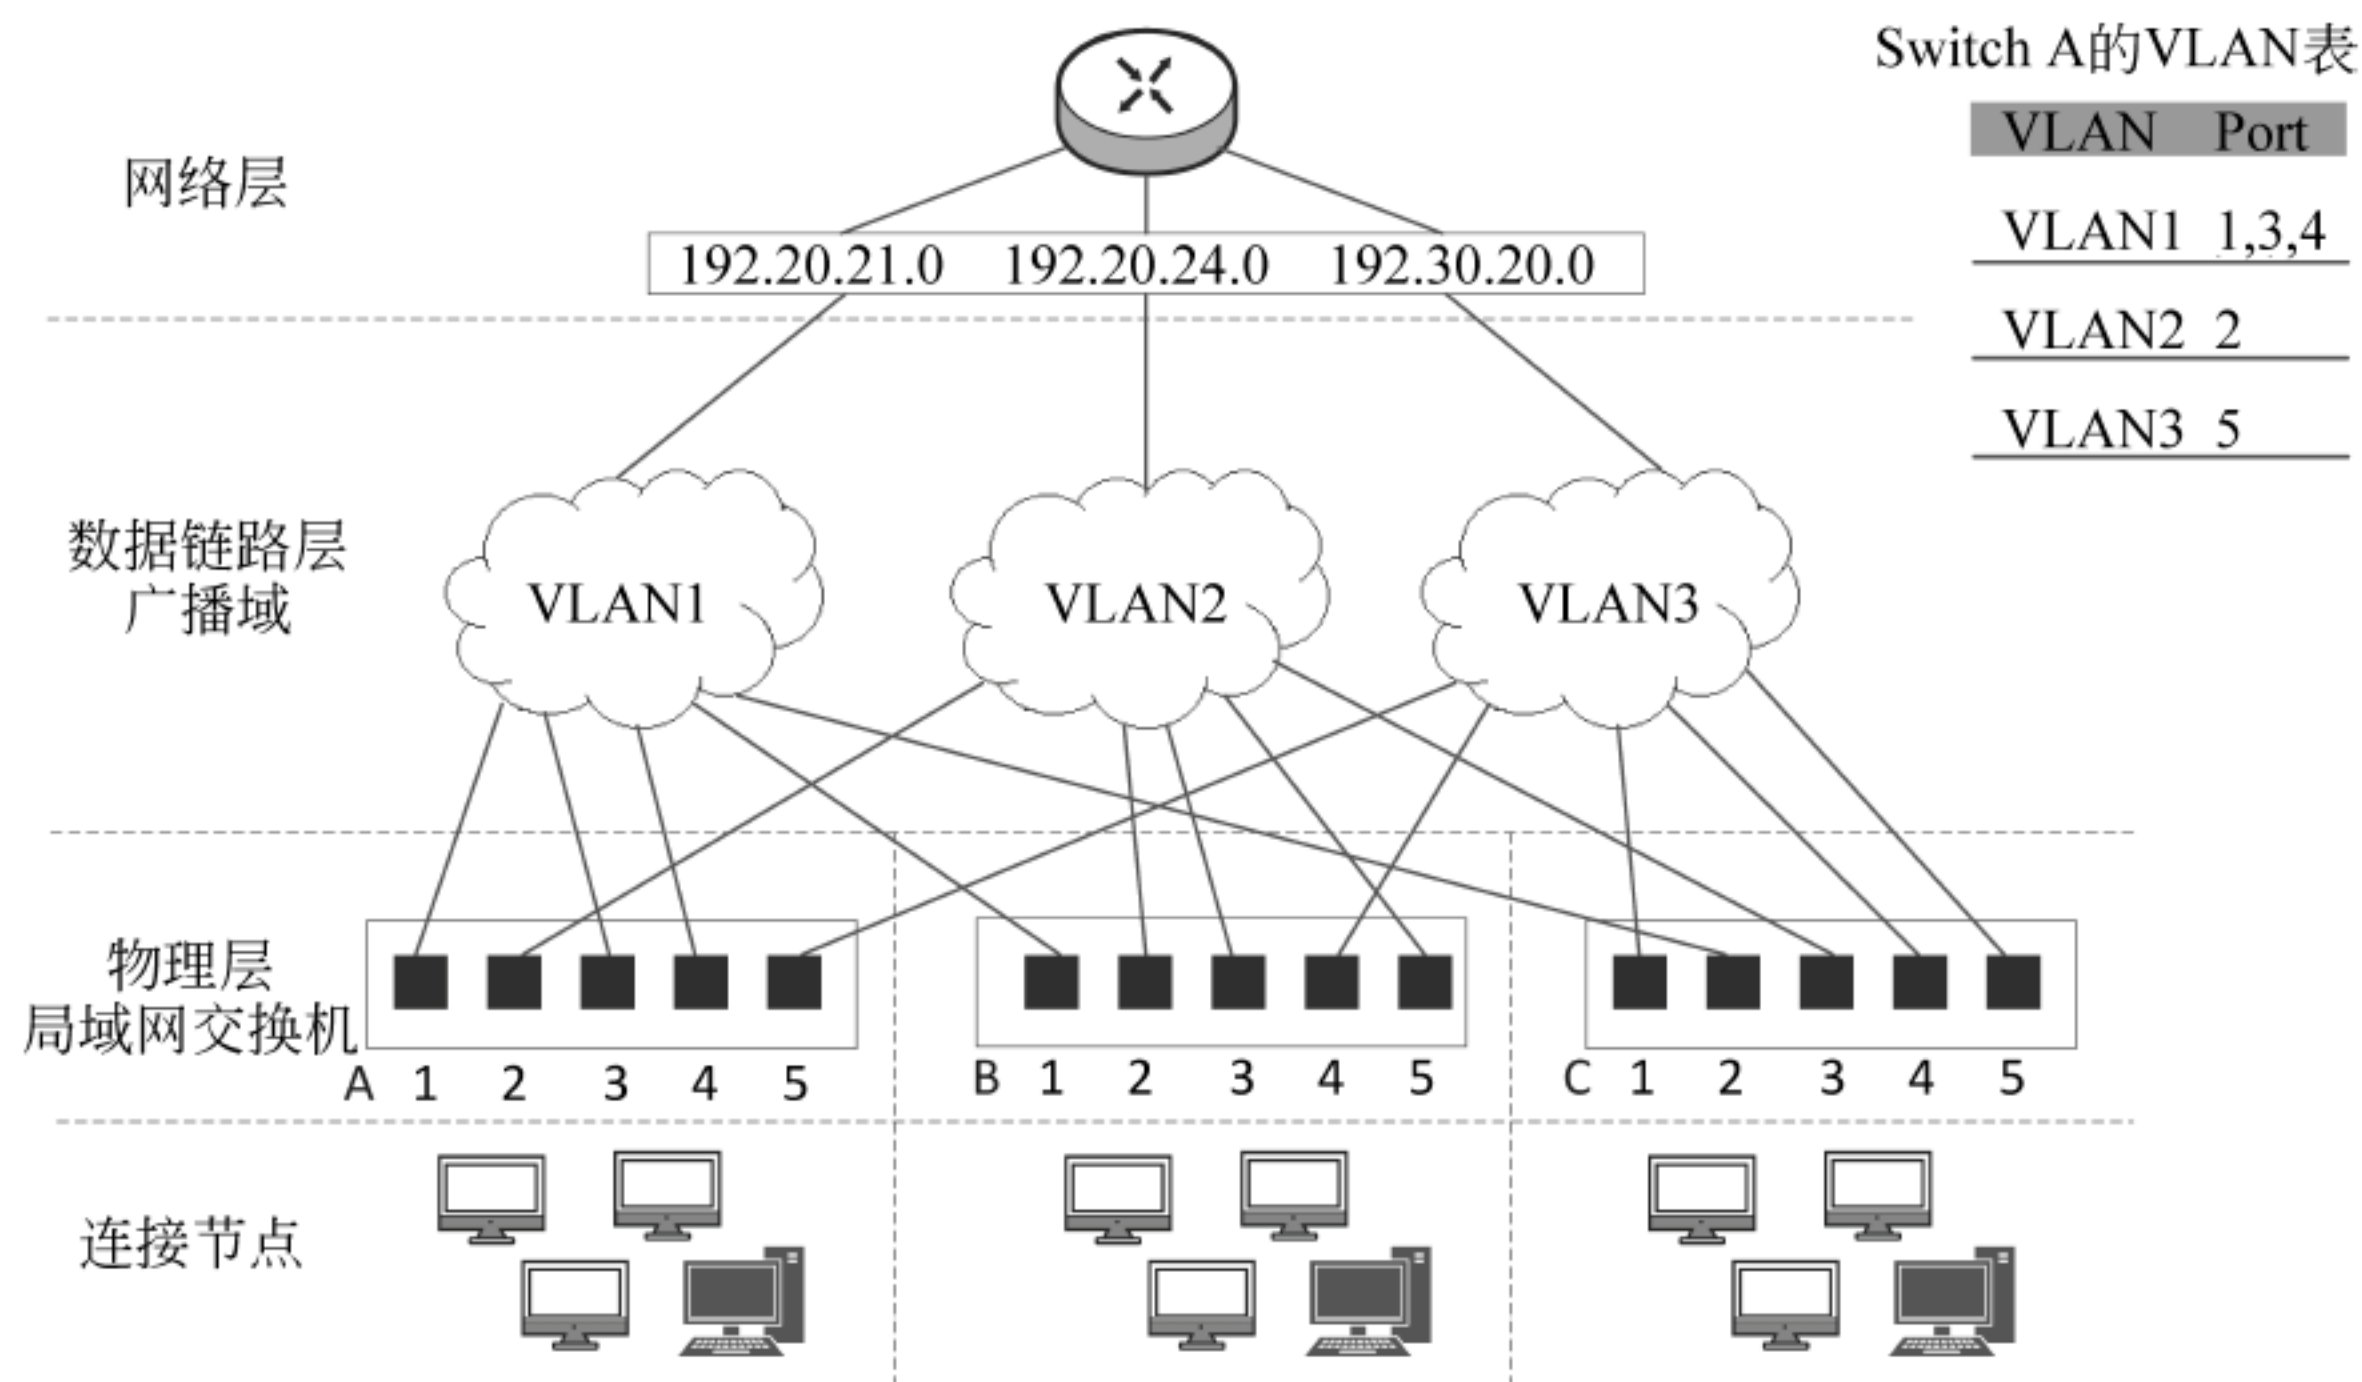 Switch A的VLAN表
VLAN Port
VLAN1 1,3,4
VLAN2 2
VLAN3 5
网络层
192.20.21.0 192.20.24.0 192.30.20.0
数据链路层
广播域
VLAN1 VLAN2 VLAN3
物理层
局域网交换机
A 1 2 3 4 5
B 1 2 3 4 5
C 1 2 3 4 5
连接节点